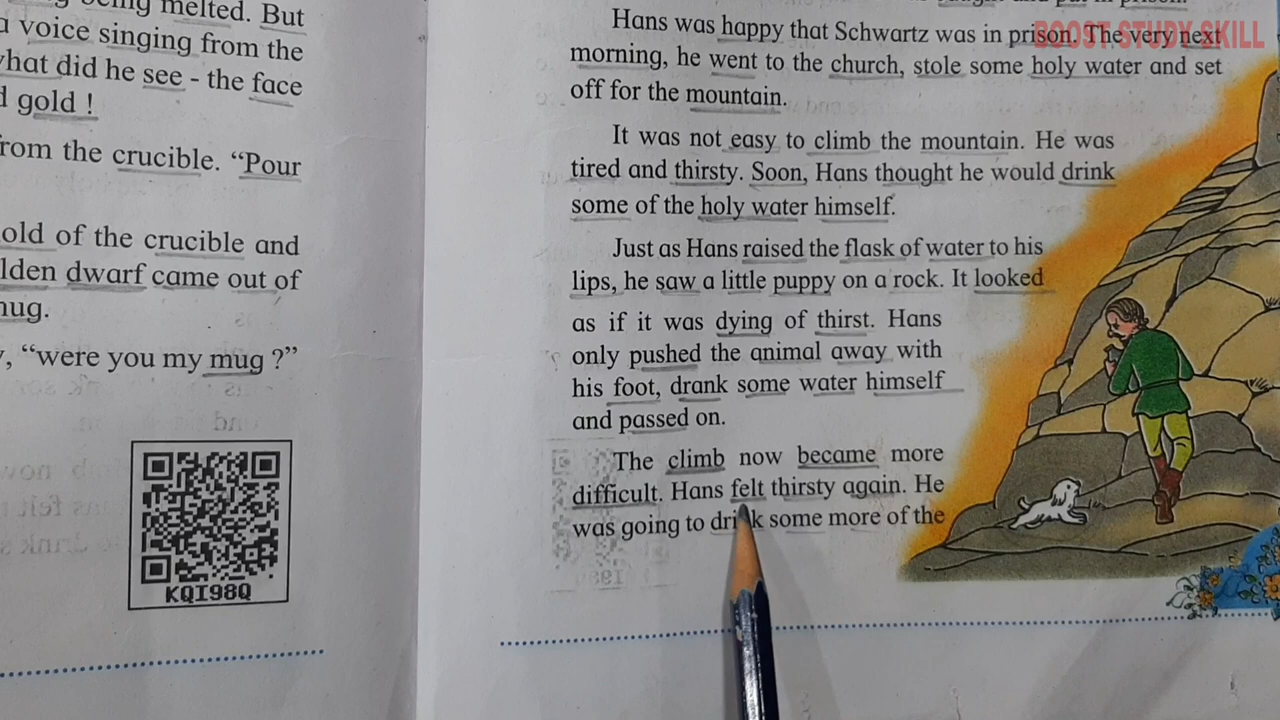 being melted. But
a voice singing from the
what did he see - the face
d gold !
from the crucible. “Pour
old of the crucible and
lden dwarf came out of
mug.
, “were you my mug ?”
KQI98Q
BOOST STUDY SKILL
Hans was happy that Schwartz was in prison. The very next
morning, he went to the church, stole some holy water and set
off for the mountain.
It was not easy to climb the mountain. He was
tired and thirsty. Soon, Hans thought he would drink
some of the holy water himself.
Just as Hans raised the flask of water to his
lips, he saw a little puppy on a rock. It looked
as if it was dying of thirst. Hans
only pushed the animal away with
his foot, drank some water himself
and passed on.
The climb now became more
difficult. Hans felt thirsty again. He
was going to drink some more of the